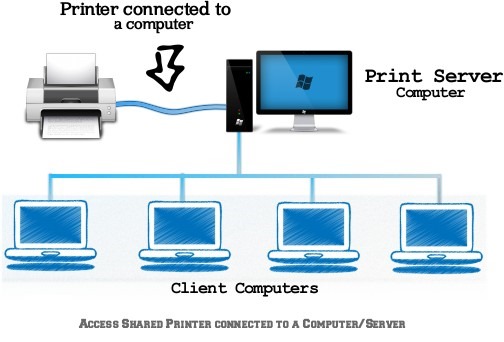 Printer connected to
a computer
Print Server
Computer
Client Computers
Access Shared Printer connected to a Computer/Server